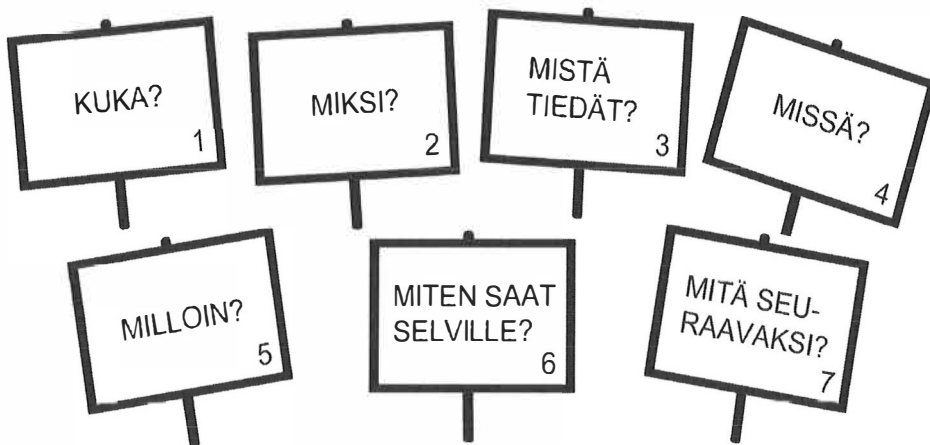 KUKA?
1
MIKSI?
2
MISTÄ
TIEDÄT?
3
MISSÄ?
4
MILLOIN?
5
MITEN SAAT
SELVILLE?
6
MITÄ SEU-
RAAVAKSI?
7